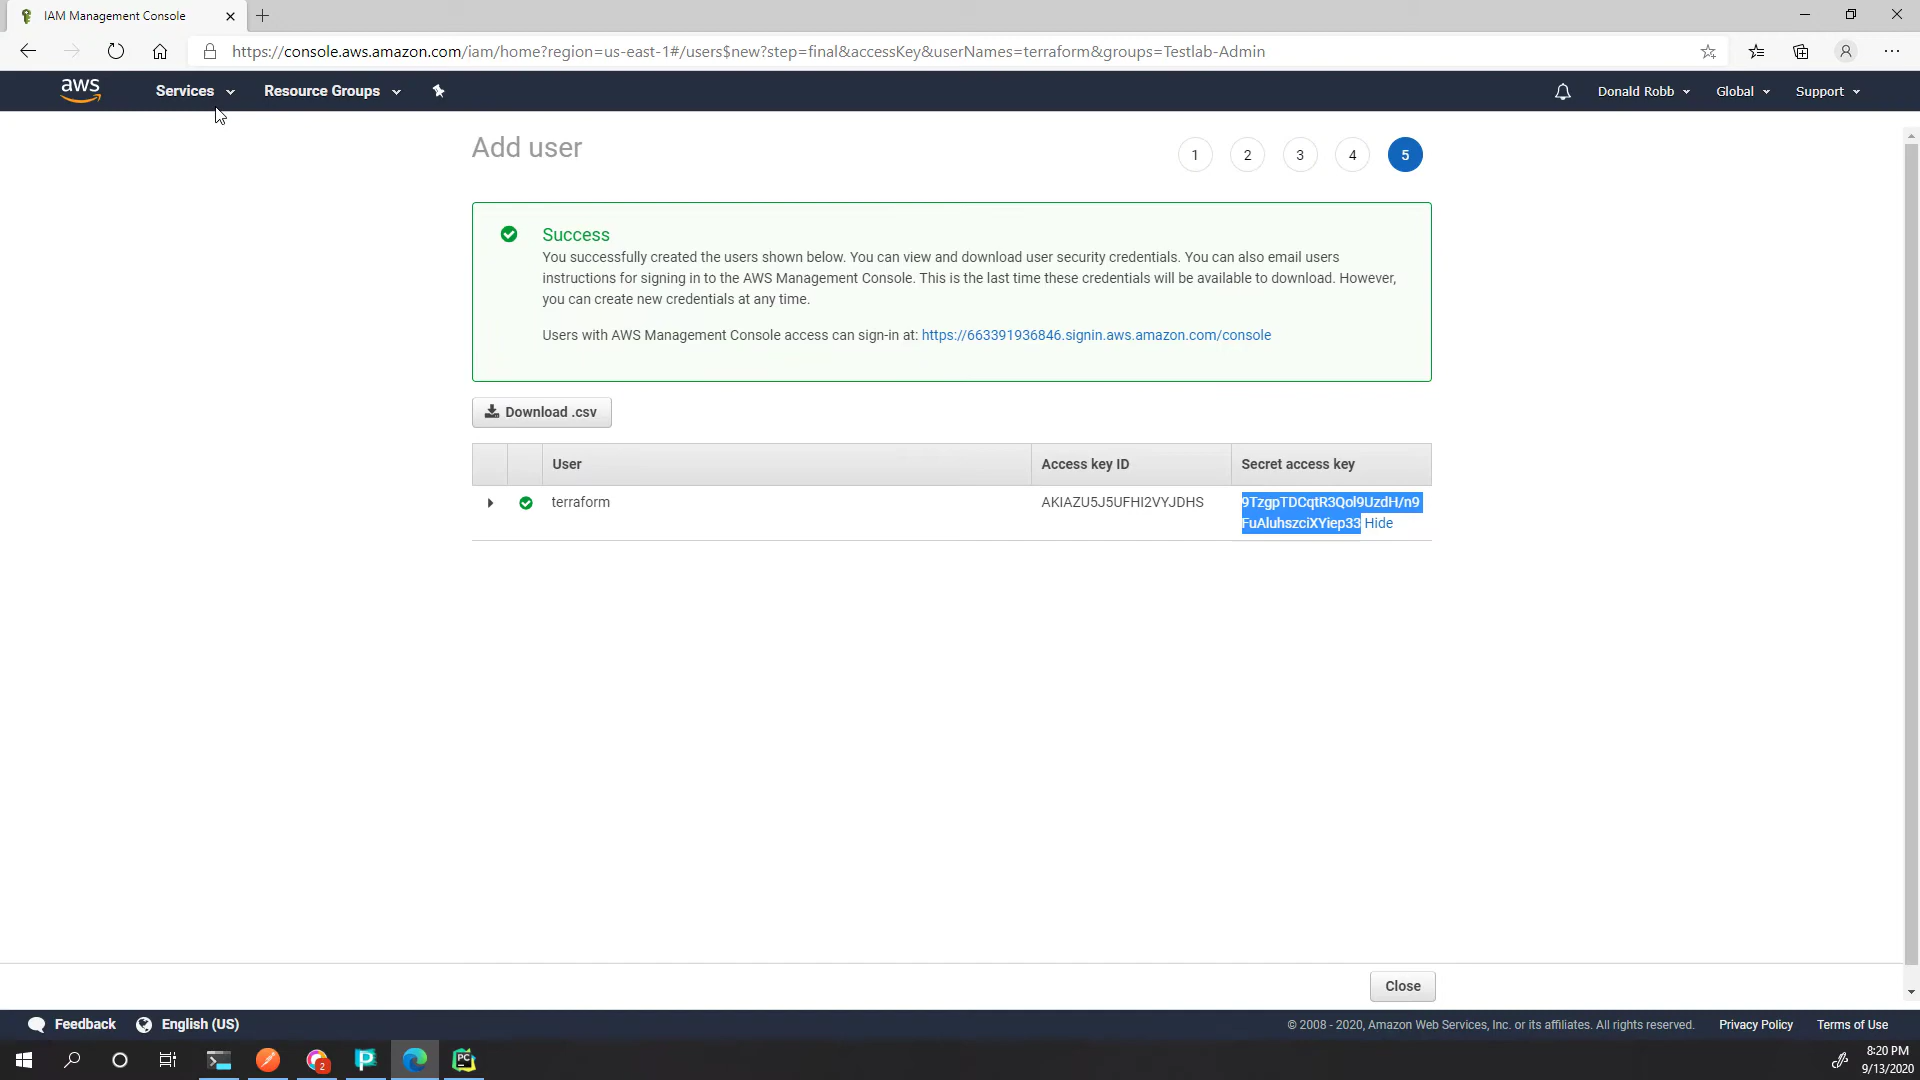 IAM Management Console
https://console.aws.amazon.com/iam/home?region=us-east-1#/users$new?step=final&accessKey&userNames=terraform&groups=Testlab-Admin
aws Services Resource Groups Donald Robb Global Support
Add user 1 2 3 4 5
Success
You successfully created the users shown below. You can view and download user security credentials. You can also email users
instructions for signing in to the AWS Management Console. This is the last time these credentials will be available to download. However,
you can create new credentials at any time.
Users with AWS Management Console access can sign-in at: https://663391936846.signin.aws.amazon.com/console
Download .csv
User Access key ID Secret access key
terraform AKIAZU5J5UFHI2VYJDHS 9TzgpTDCqtR3Qol9UzdH/n9
FuAluhszciXYiep33 Hide
Close
Feedback English (US) © 2008 - 2020, Amazon Web Services, Inc. or its affiliates. All rights reserved. Privacy Policy Terms of Use
2 PC 8:20 PM
9/13/2020